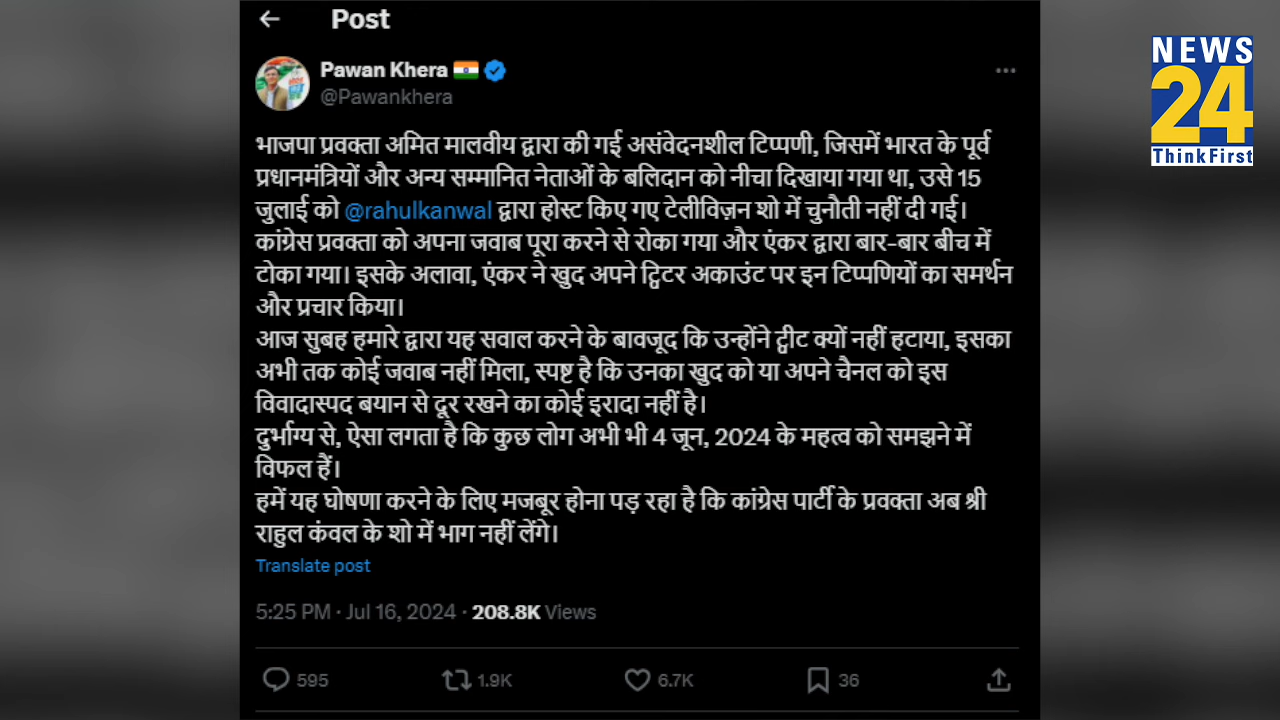 Post
Pawan Khera
@Pawankhera
भाजपा प्रवक्ता अमित मालवीय द्वारा की गई असंवेदनशील टिप्पणी, जिसमें भारत के पूर्व
प्रधानमंत्रियों और अन्य सम्मानित नेताओं के बलिदान को नीचा दिखाया गया था, उसे 15
जुलाई को @rahulkanwal द्वारा होस्ट किए गए टेलीविज़न शो में चुनौती नहीं दी गई।
कांग्रेस प्रवक्ता को अपना जवाब पूरा करने से रोका गया और एंकर द्वारा बार-बार बीच में
टोका गया। इसके अलावा, एंकर ने खुद अपने ट्विटर अकाउंट पर इन टिप्पणियों का समर्थन
और प्रचार किया।
आज सुबह हमारे द्वारा यह सवाल करने के बावजूद कि उन्होंने ट्वीट क्यों नहीं हटाया, इसका
अभी तक कोई जवाब नहीं मिला, स्पष्ट है कि उनका खुद को या अपने चैनल को इस
विवादास्पद बयान से दूर रखने का कोई इरादा नहीं है।
दुर्भाग्य से, ऐसा लगता है कि कुछ लोग अभी भी 4 जून, 2024 के महत्व को समझने में
विफल हैं।
हमें यह घोषणा करने के लिए मजबूर होना पड़ रहा है कि कांग्रेस पार्टी के प्रवक्ता अब श्री
राहुल कंवल के शो में भाग नहीं लेंगे।
Translate post
5:25 PM · Jul 16, 2024 · 208.8K Views
595 1.9K 6.7K 36
NEWS
24
ThinkFirst